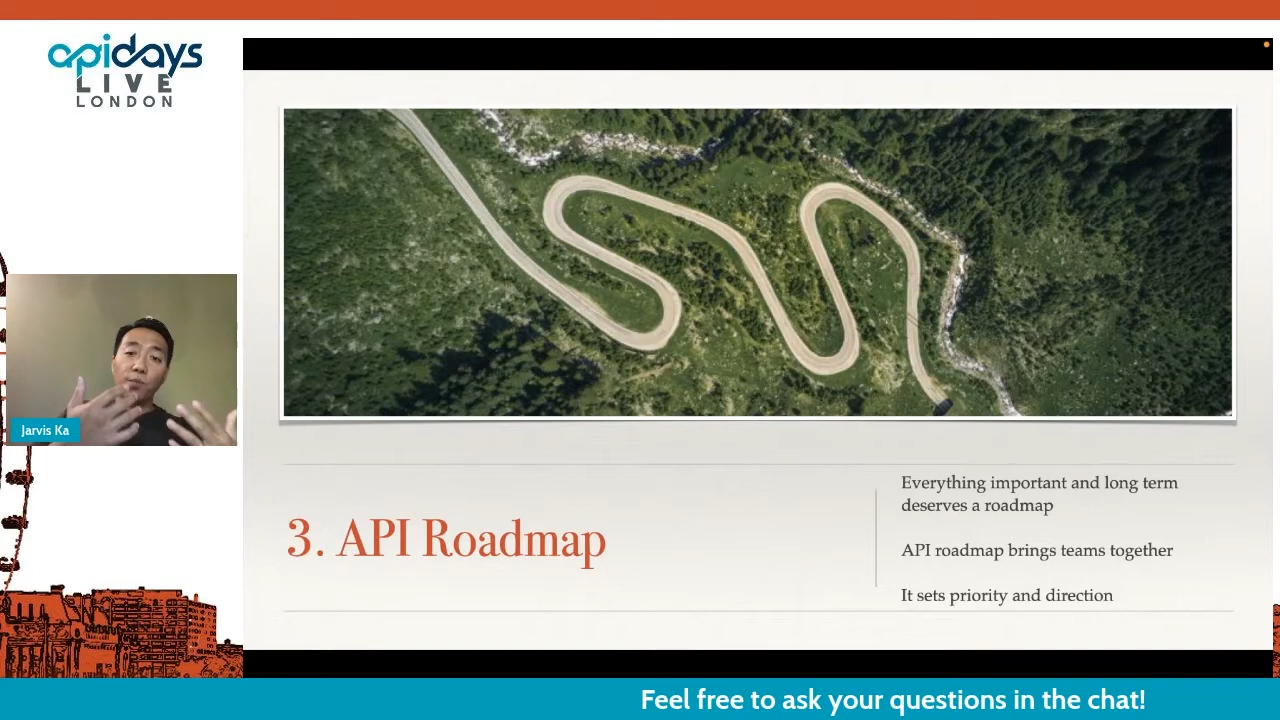 apidays
LIVE
LONDON
Jarvis Ka
3. API Roadmap
Everything important and long term
deserves a roadmap
API roadmap brings teams together
It sets priority and direction
Feel free to ask your questions in the chat!